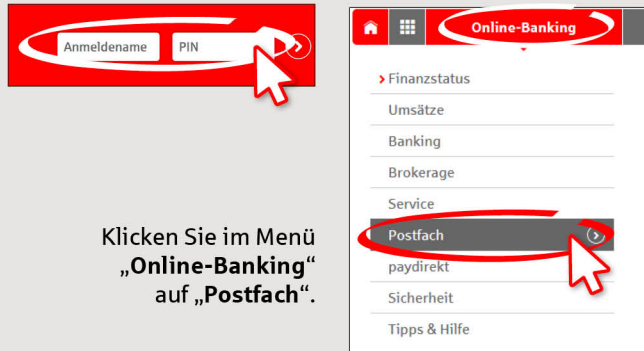 Anmeldename PIN
Klicken Sie im Menü
„Online-Banking“
auf „Postfach“.
Online-Banking
Finanzstatus
Umsätze
Banking
Brokerage
Service
Postfach
paydirekt
Sicherheit
Tipps & Hilfe